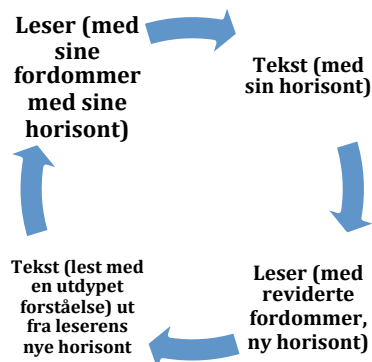 Leser (med
sine
fordommer
med sine
horisont)
Tekst (med
sin horisont)
Leser (med
reviderte
fordommer,
ny horisont)
Tekst (lest med
en utdypet
forståelse) ut
fra leserens
nye horisont